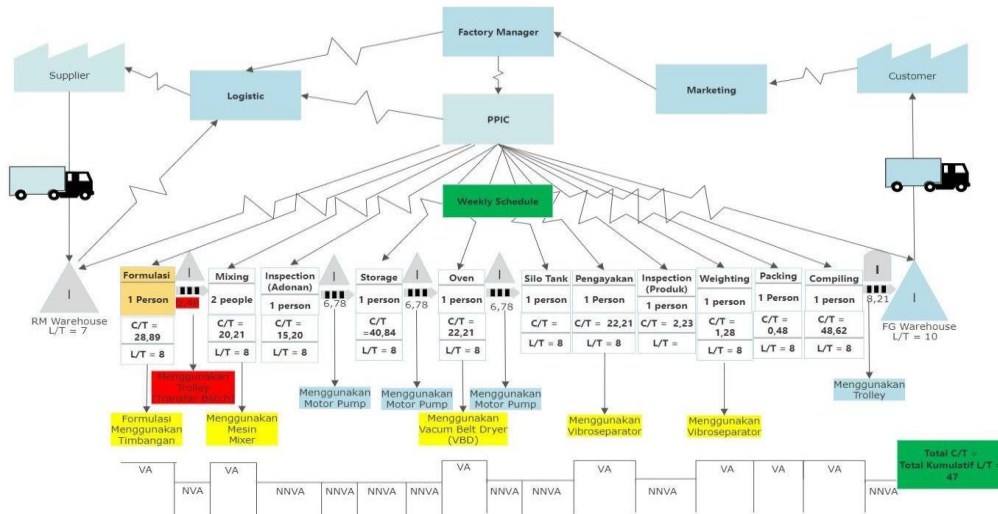 Factory Manager
Supplier
Logistic
Marketing
Customer
PPIC
Weekly Schedule
I
RM Warehouse
L/T = 7
Formulasi
1 Person
C/T =
28,89
L/T = 8
I
Mixing
2 people
C/T =
20,21
L/T = 8
Inspection
(Adonan)
1 person
C/T =
15,20
L/T = 8
I
6,78
Storage
1 person
C/T
=40,84
L/T = 8
I
6,78
Oven
1 person
C/T =
22,21
L/T = 8
I
6,78
Silo Tank
1 person
C/T =
L/T = 8
Pengayakan
1 Person
C/T = 22,21
L/T = 8
Inspection
(Produk)
1 person
C/T = 2,23
L/T =
Weighting
1 person
C/T =
1,28
L/T = 8
Packing
1 Person
C/T =
0,48
L/T = 8
Compiling
1 person
C/T =
48,62
L/T = 8
I
8,21
I
FG Warehouse
L/T = 10
Menggunakan
Trolley
(Transfer Batch)
Menggunakan
Motor Pump
Menggunakan
Motor Pump
Menggunakan
Motor Pump
Menggunakan
Trolley
Formulasi
Menggunakan
Timbangan
Menggunakan
Mesin
Mixer
Menggunakan
Vacum Belt Dryer
(VBD)
Menggunakan
Vibroseparator
Menggunakan
Vibroseparator
Total C/T =
Total Kumulatif L/T =
47
VA
NVA
VA
NNVA
NNVA
NNVA
NNVA
VA
NNVA
NNVA
VA
NNVA
VA
VA
VA
NNVA